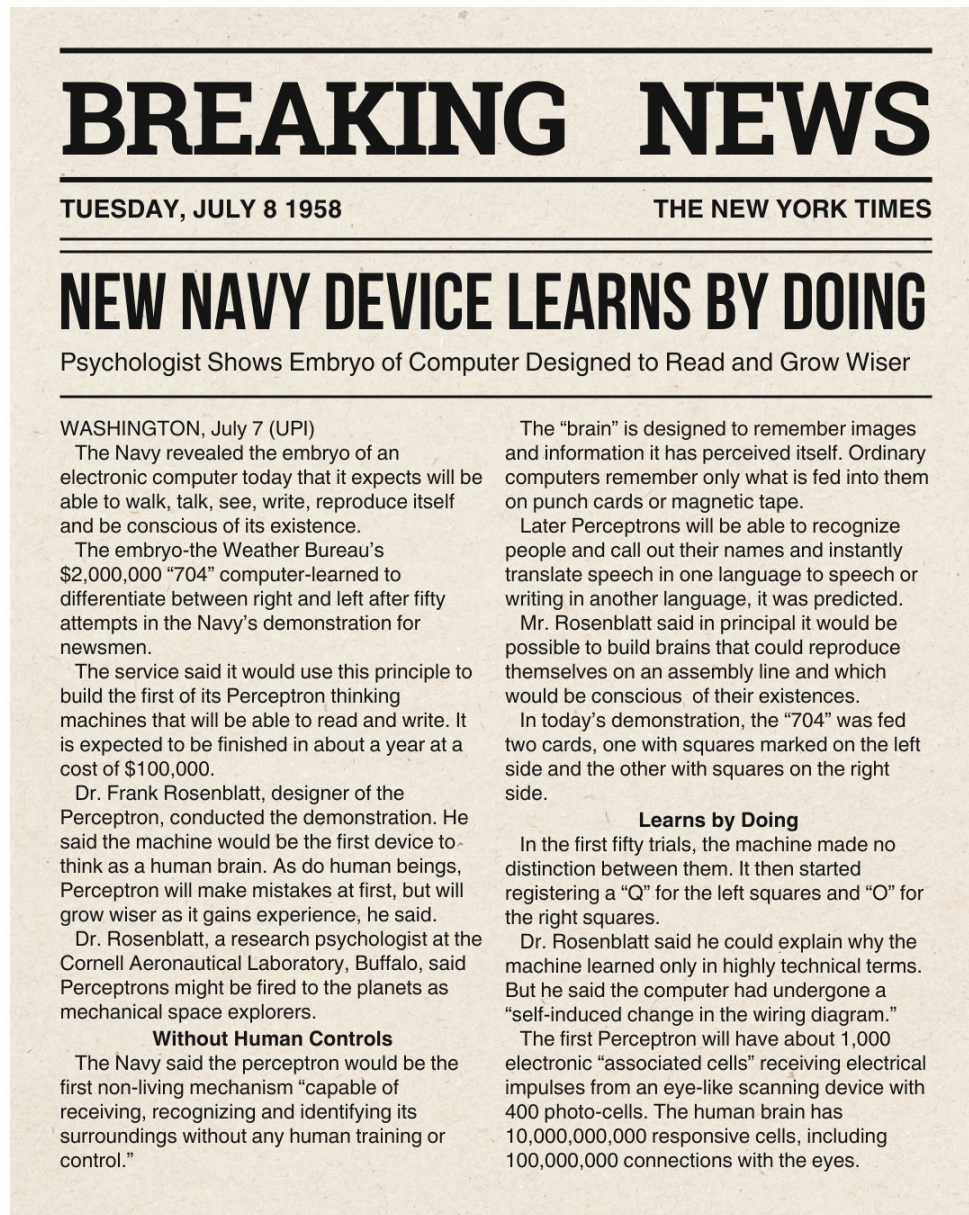 BREAKING NEWS
TUESDAY, JULY 8 1958
THE NEW YORK TIMES
NEW NAVY DEVICE LEARNS BY DOING
Psychologist Shows Embryo of Computer Designed to Read and Grow Wiser
WASHINGTON, July 7 (UPI)
The Navy revealed the embryo of an
electronic computer today that it expects will be
able to walk, talk, see, write, reproduce itself
and be conscious of its existence.
The embryo-the Weather Bureau's
$2,000,000 “704” computer-learned to
differentiate between right and left after fifty
attempts in the Navy's demonstration for
newsmen.
The service said it would use this principle to
build the first of its Perceptron thinking
machines that will be able to read and write. It
is expected to be finished in about a year at a
cost of $100,000.
Dr. Frank Rosenblatt, designer of the
Perceptron, conducted the demonstration. He
said the machine would be the first device to
think as a human brain. As do human beings,
Perceptron will make mistakes at first, but will
grow wiser as it gains experience, he said.
Dr. Rosenblatt, a research psychologist at the
Cornell Aeronautical Laboratory, Buffalo, said
Perceptrons might be fired to the planets as
mechanical space explorers.
Without Human Controls
The Navy said the perceptron would be the
first non-living mechanism “capable of
receiving, recognizing and identifying its
surroundings without any human training or
control.”
The “brain” is designed to remember images
and information it has perceived itself. Ordinary
computers remember only what is fed into them
on punch cards or magnetic tape.
Later Perceptrons will be able to recognize
people and call out their names and instantly
translate speech in one language to speech or
writing in another language, it was predicted.
Mr. Rosenblatt said in principal it would be
possible to build brains that could reproduce
themselves on an assembly line and which
would be conscious of their existences.
In today's demonstration, the “704” was fed
two cards, one with squares marked on the left
side and the other with squares on the right
side.
Learns by Doing
In the first fifty trials, the machine made no
distinction between them. It then started
registering a “Q” for the left squares and “O” for
the right squares.
Dr. Rosenblatt said he could explain why the
machine learned only in highly technical terms.
But he said the computer had undergone a
“self-induced change in the wiring diagram.”
The first Perceptron will have about 1,000
electronic “associated cells” receiving electrical
impulses from an eye-like scanning device with
400 photo-cells. The human brain has
10,000,000,000 responsive cells, including
100,000,000 connections with the eyes.